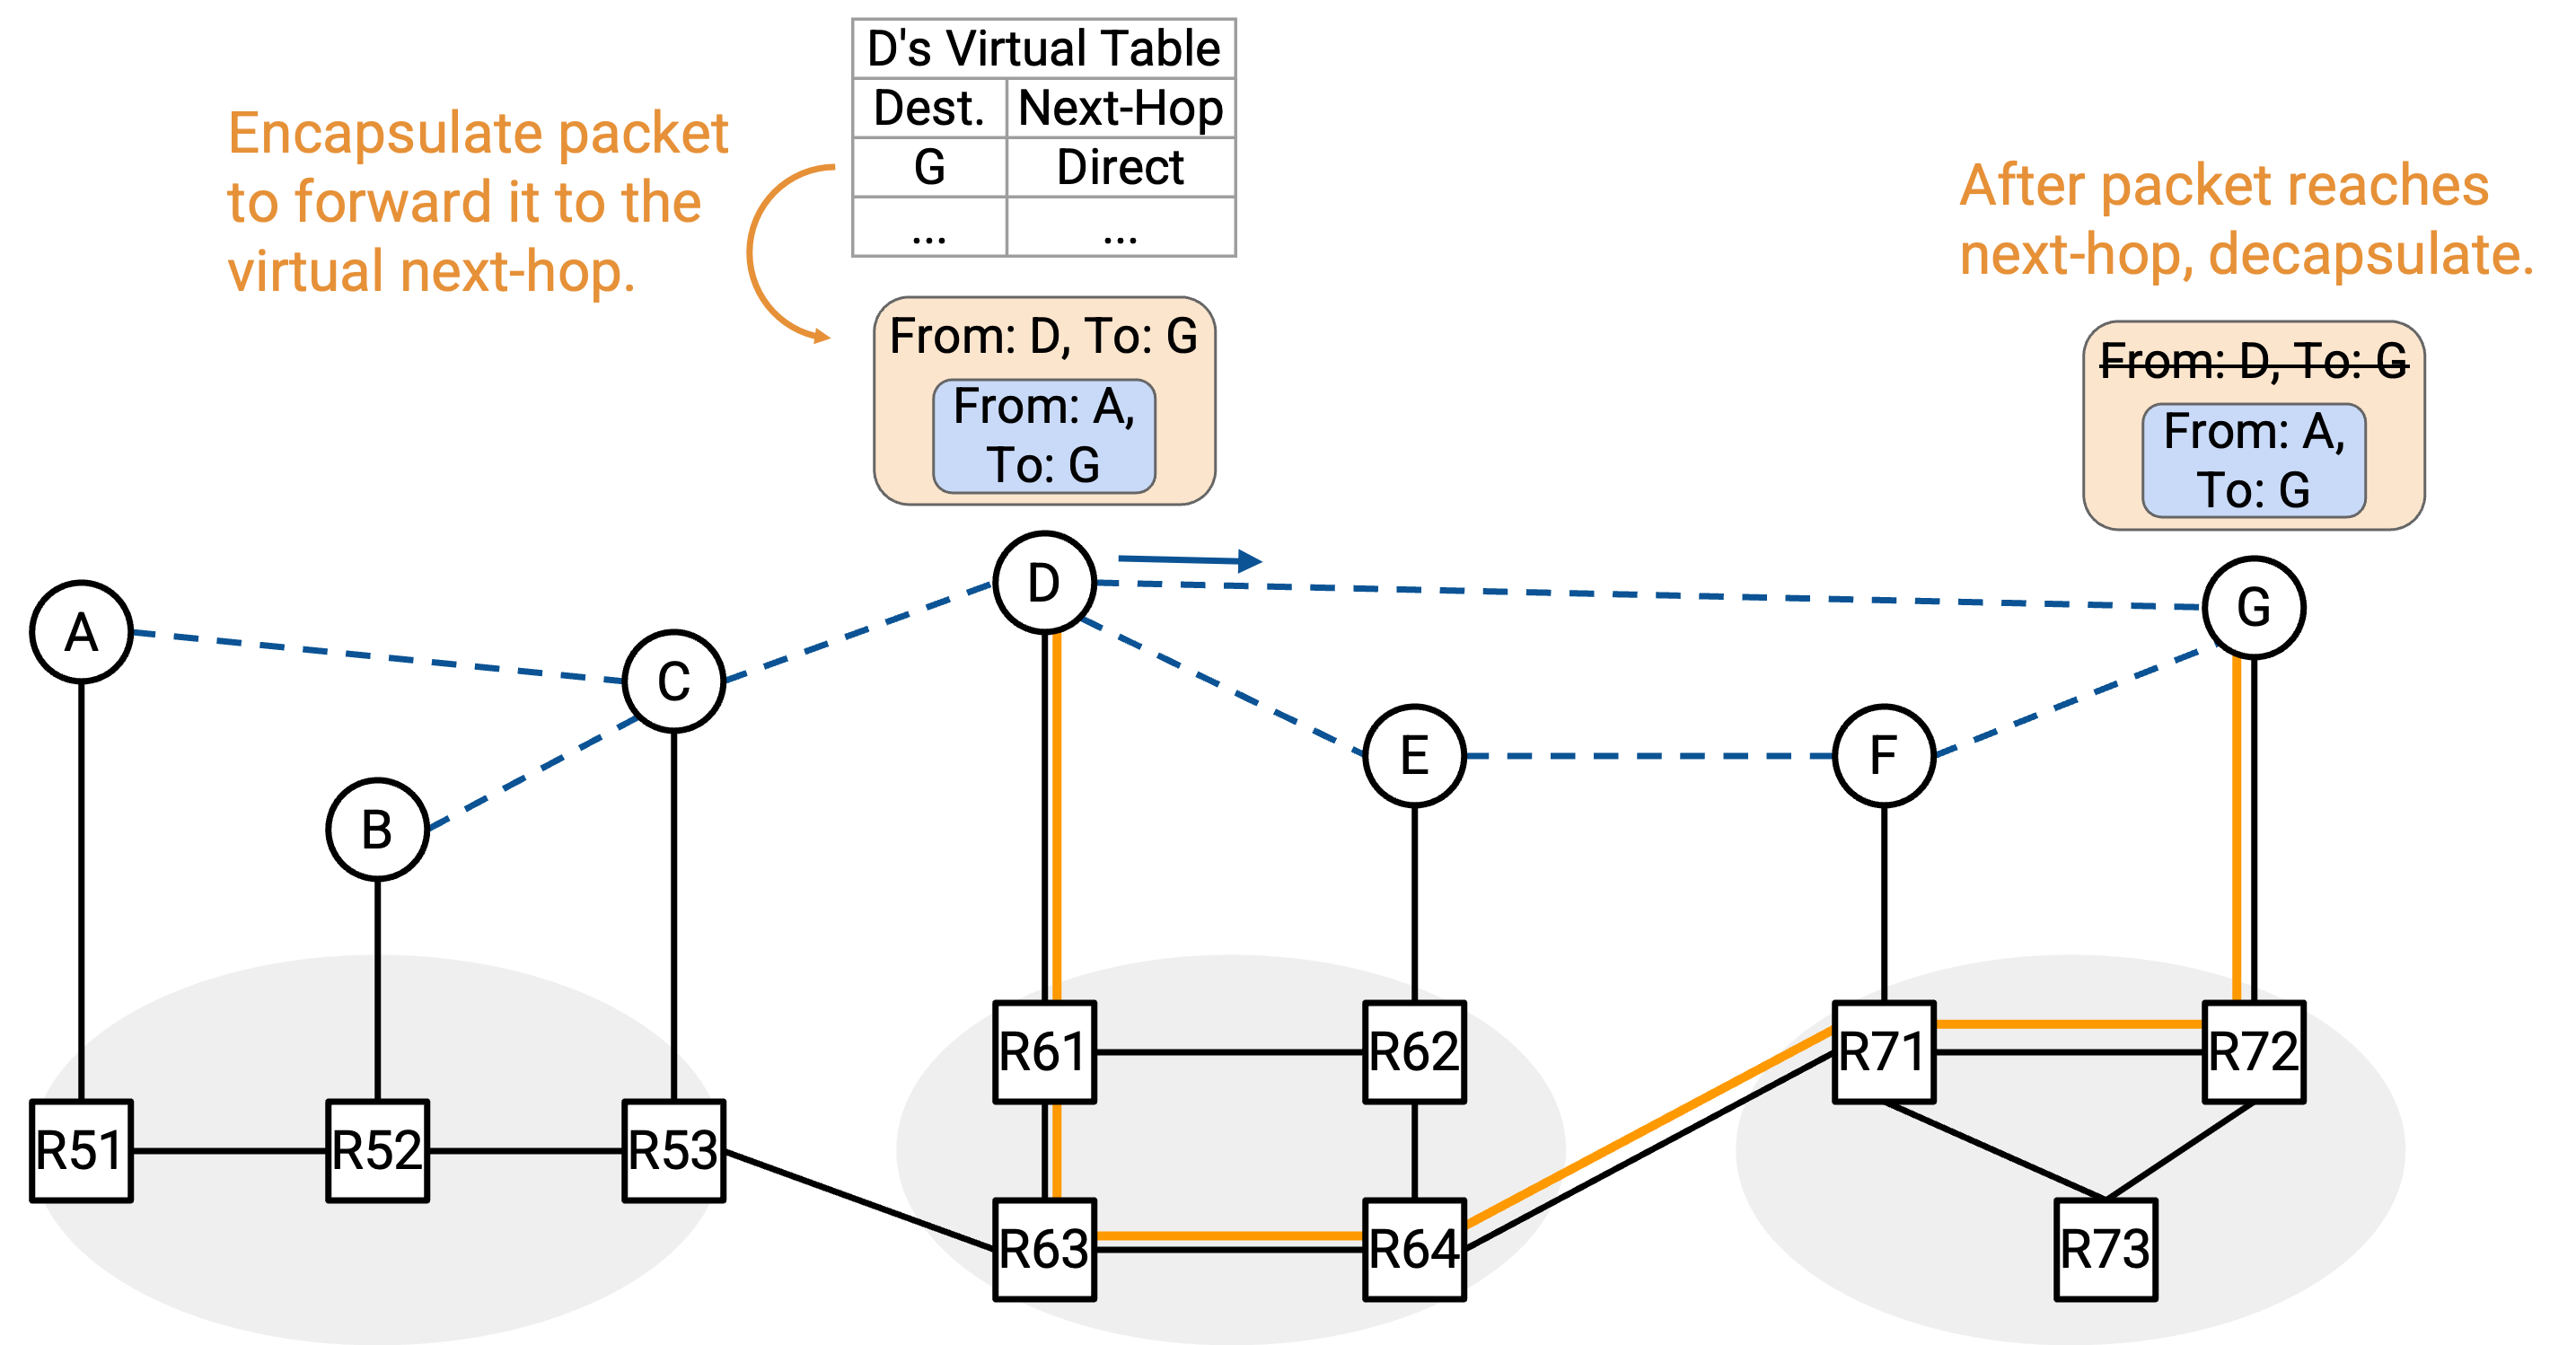 D's Virtual Table
Dest. Next-Hop
G Direct
... ...
Encapsulate packet
to forward it to the
virtual next-hop.
After packet reaches
next-hop, decapsulate.
From: D, To: G
From: A,
To: G
From: D, To: G
From: A,
To: G
A
B
C
D
E
F
G
R51
R52
R53
R61
R62
R63
R64
R71
R72
R73